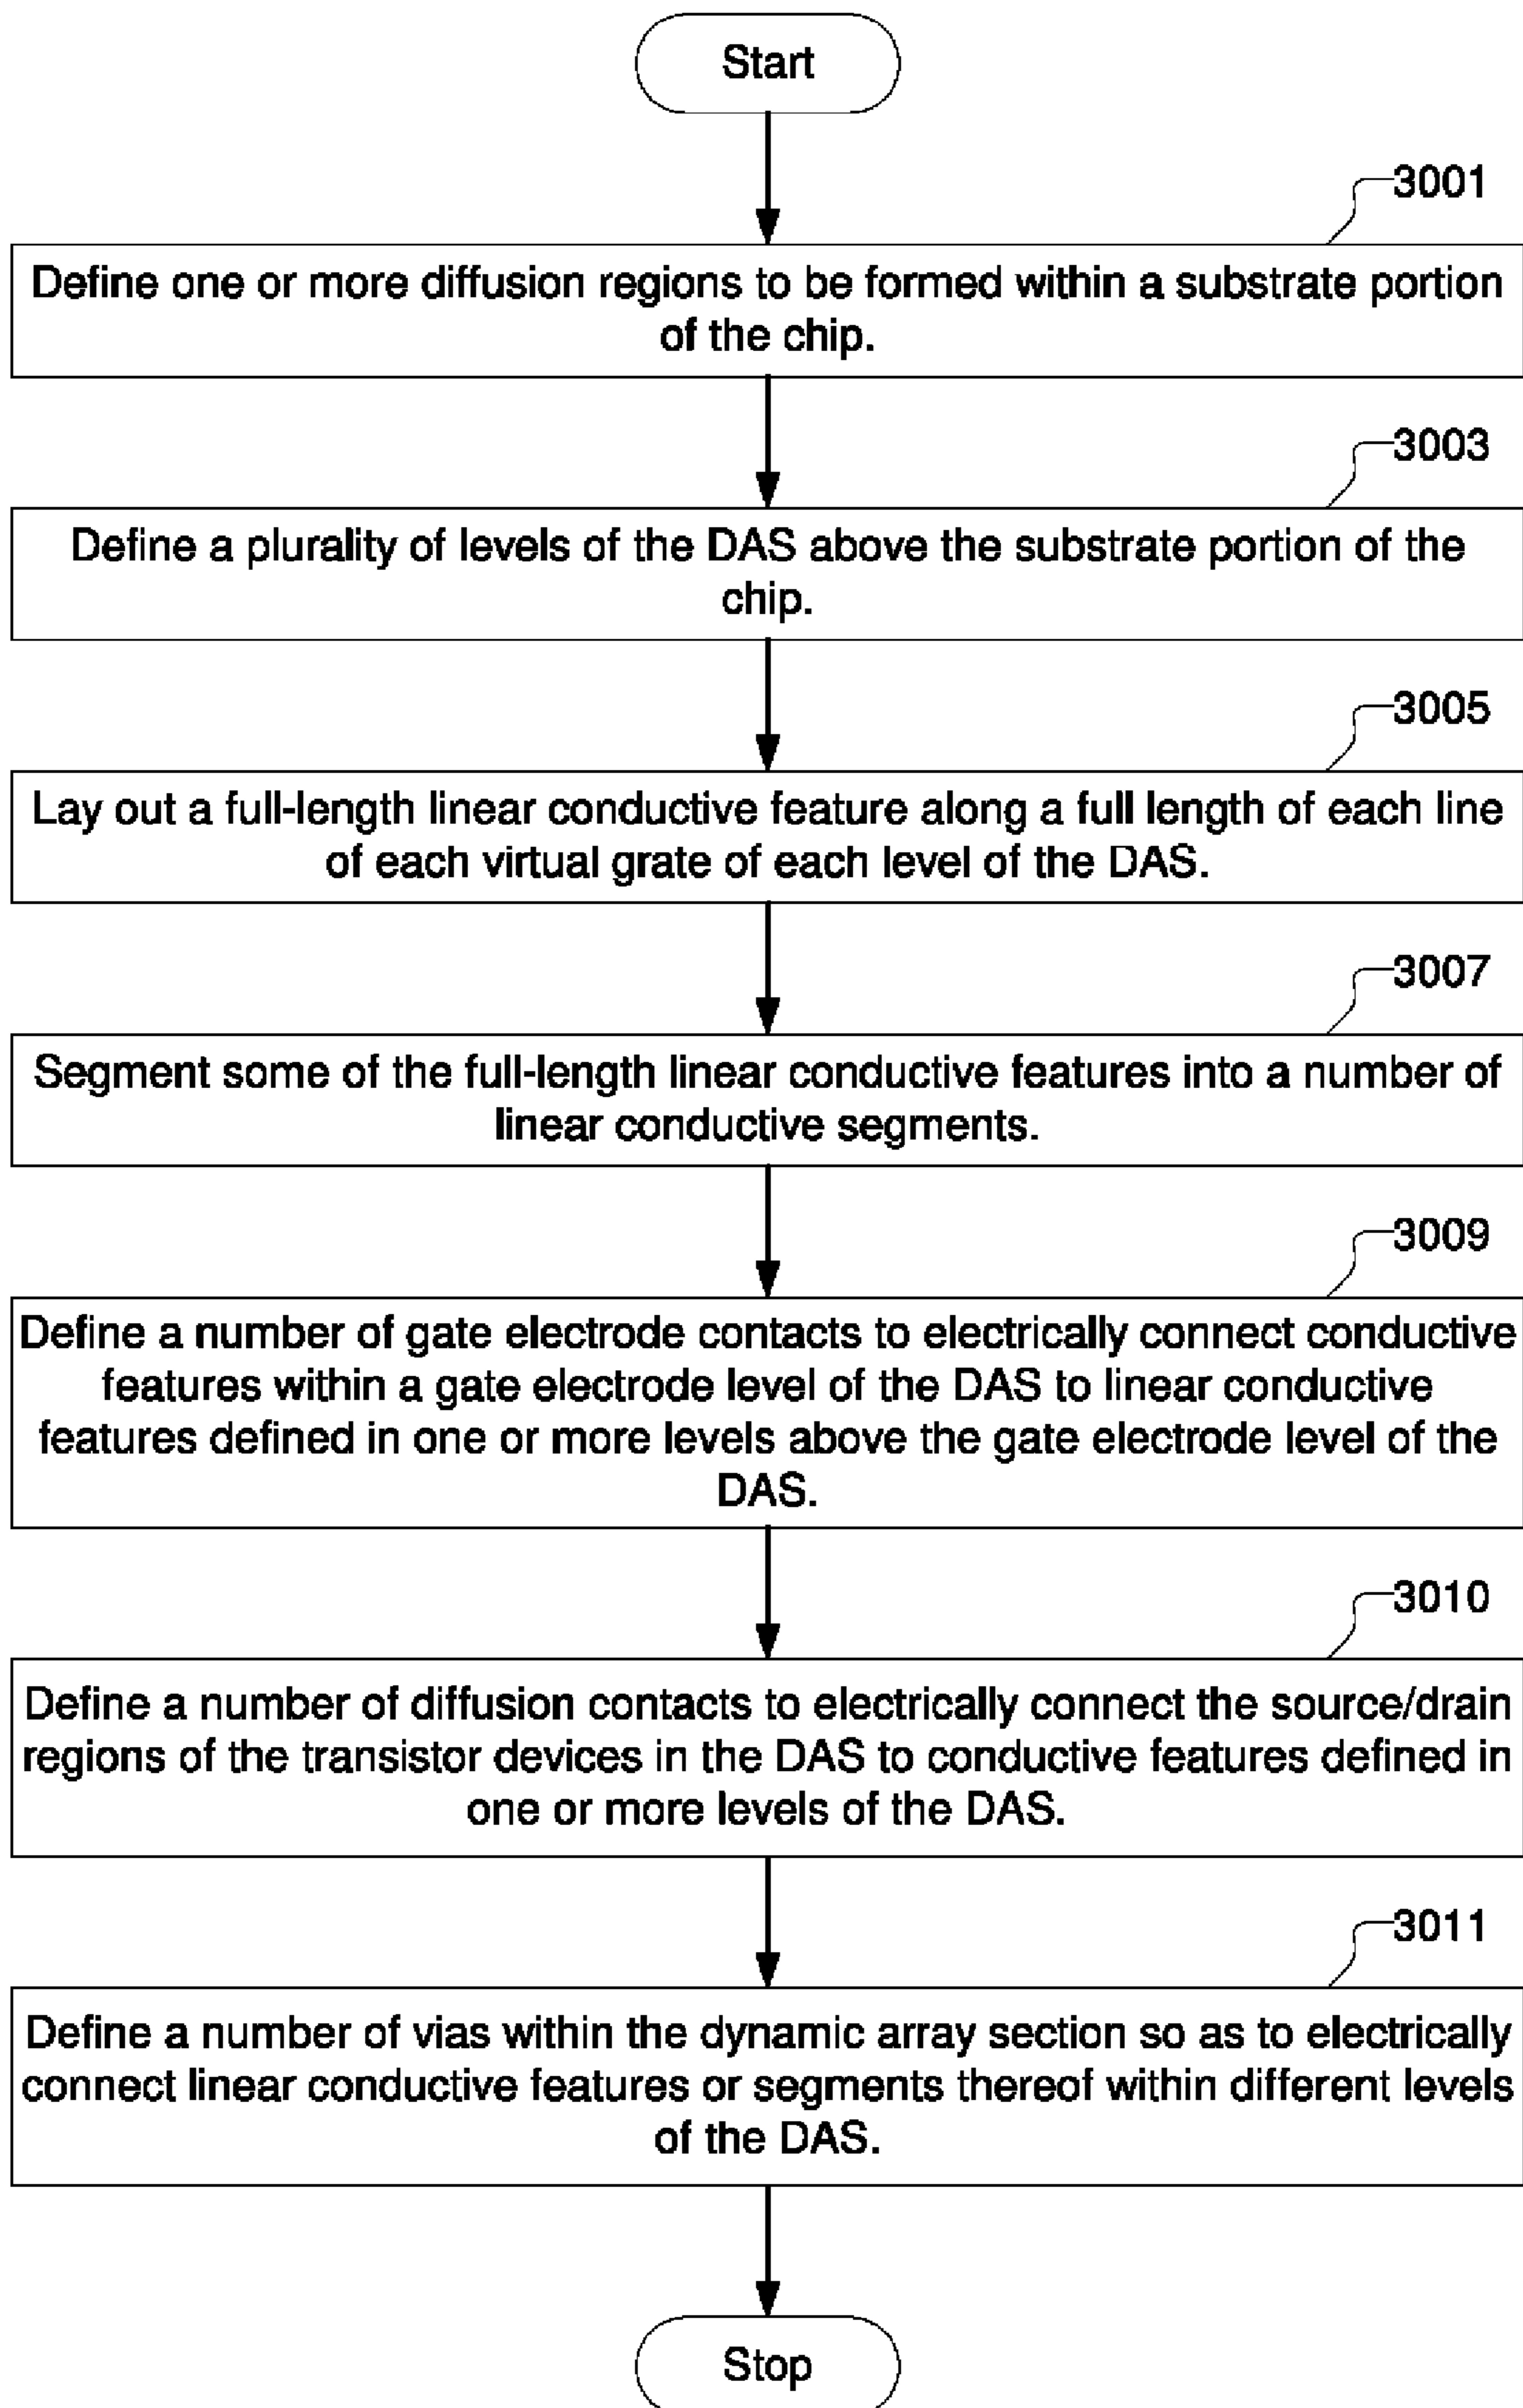 Start
3001
Define one or more diffusion regions to be formed within a substrate portion
of the chip.
3003
Define a plurality of levels of the DAS above the substrate portion of the
chip.
3005
Lay out a full-length linear conductive feature along a full length of each line
of each virtual grate of each level of the DAS.
3007
Segment some of the full-length linear conductive features into a number of
linear conductive segments.
3009
Define a number of gate electrode contacts to electrically connect conductive
features within a gate electrode level of the DAS to linear conductive
features defined in one or more levels above the gate electrode level of the
DAS.
3010
Define a number of diffusion contacts to electrically connect the source/drain
regions of the transistor devices in the DAS to conductive features defined in
one or more levels of the DAS.
3011
Define a number of vias within the dynamic array section so as to electrically
connect linear conductive features or segments thereof within different levels
of the DAS.
Stop